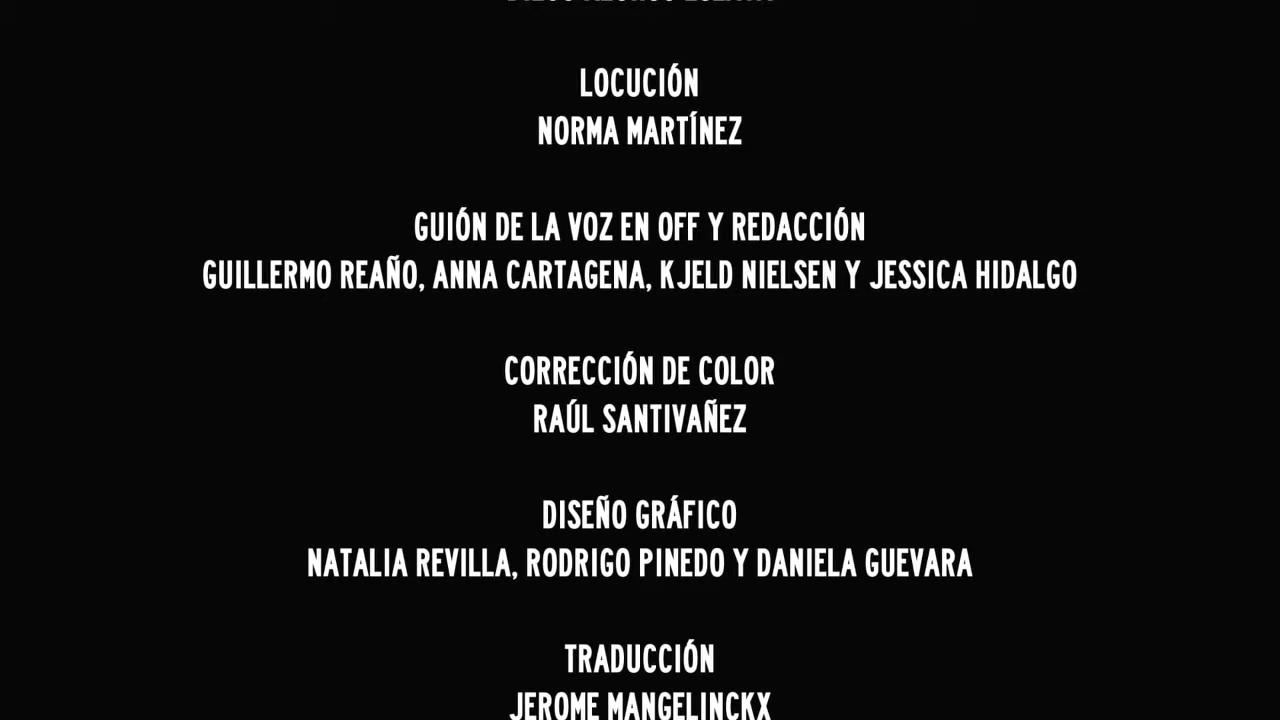 LOCUCIÓN
NORMA MARTÍNEZ
GUIÓN DE LA VOZ EN OFF Y REDACCIÓN
GUILLERMO REAÑO, ANNA CARTAGENA, KJELD NIELSEN Y JESSICA HIDALGO
CORRECCIÓN DE COLOR
RAÚL SANTIVAÑEZ
DISEÑO GRÁFICO
NATALIA REVILLA, RODRIGO PINEDO Y DANIELA GUEVARA
TRADUCCIÓN
JEROME MANGELINCKX